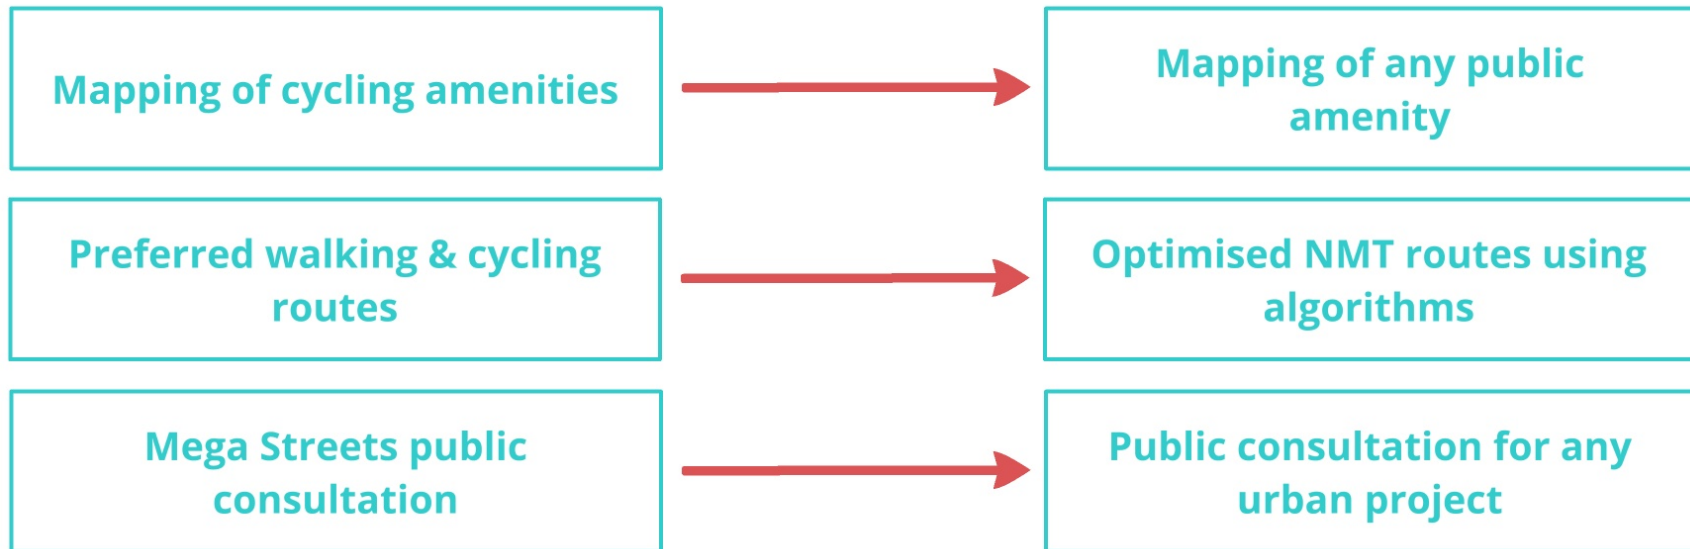 Mapping of cycling amenities
Mapping of any public
amenity
Preferred walking & cycling
routes
Optimised NMT routes using
algorithms
Mega Streets public
consultation
Public consultation for any
urban project